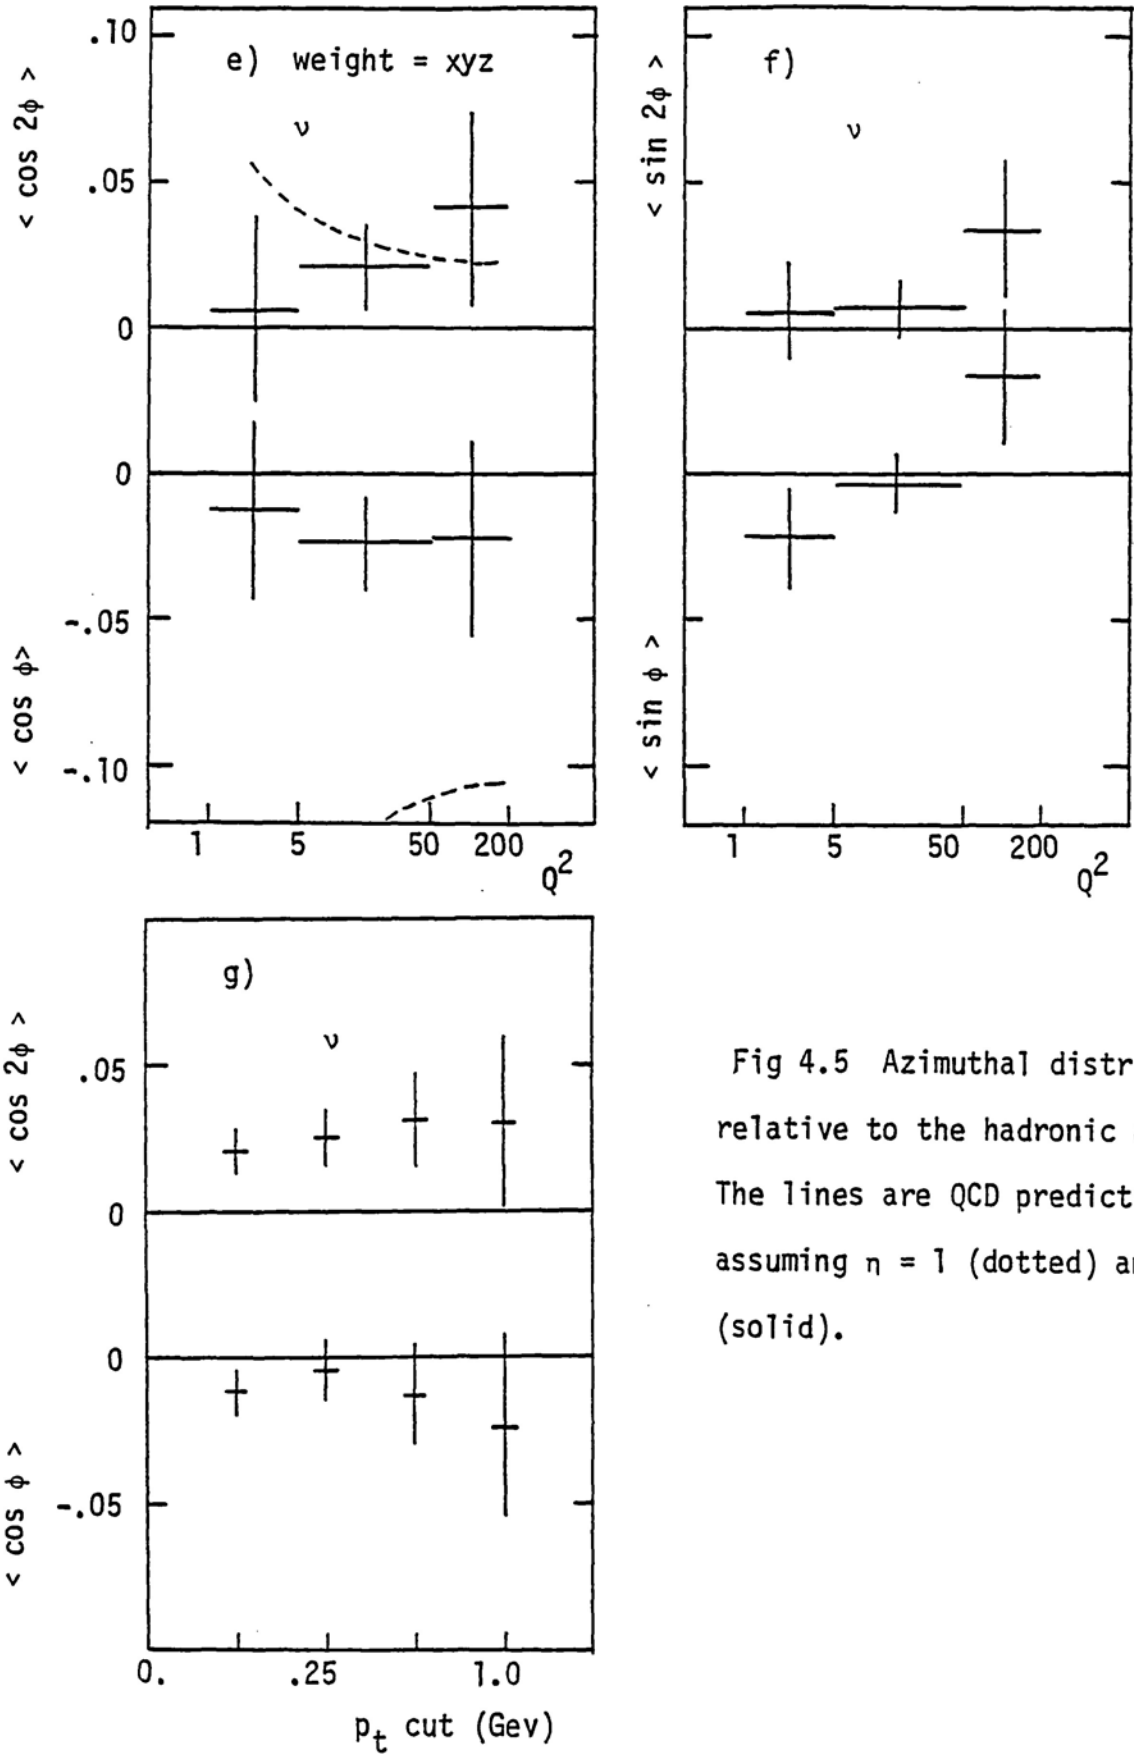 e) weight = xyz
ν
< cos 2φ >
.10
.05
0
0
-.05
-.10
< cos φ>
1 5 50 200
Q²
f)
ν
< sin 2φ >
< sin φ >
1 5 50 200
Q²
g)
ν
< cos 2φ >
.05
0
0
-.05
< cos φ >
0. .25 1.0
pt cut (Gev)
Fig 4.5 Azimuthal distr
relative to the hadronic
The lines are QCD predict
assuming η = 1 (dotted)
(solid).